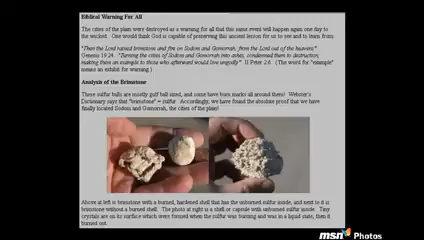 Biblical Warning For All
The cities of the plain were destroyed as a warning for all that this same event will happen again one day to
the wicked. One would think God is capable of preserving this ancient lesson for us to see and to learn from:
"Then the Lord rained brimstone and fire on Sodom and Gomorrah, from the Lord out of the heavens."
Genesis 19:24. "Turning the cities of Sodom and Gomorrah into ashes, condemned them to destruction,
making them an example to those who afterward would live ungodly." II Peter 2:6. (The word for "example"
means an exhibit for warning.)
Analysis of the Brimstone
These sulfur balls are mostly golf ball sized, and some have burn marks all around them! Webster's
Dictionary says that "brimstone" = sulfur. Accordingly, we have found the absolute proof that we have
finally located Sodom and Gomorrah, the cities of the plain!
Above at left is brimstone with a burned, hardened shell that has the unburned sulfur inside, and next to it is
brimstone without a burned shell. The photo at right is a shell or capsule with unburned sulfur inside. Tiny
crystals are on its surface which were formed when the sulfur was burning and was in a liquid state, then it
burned out.
msn Photos